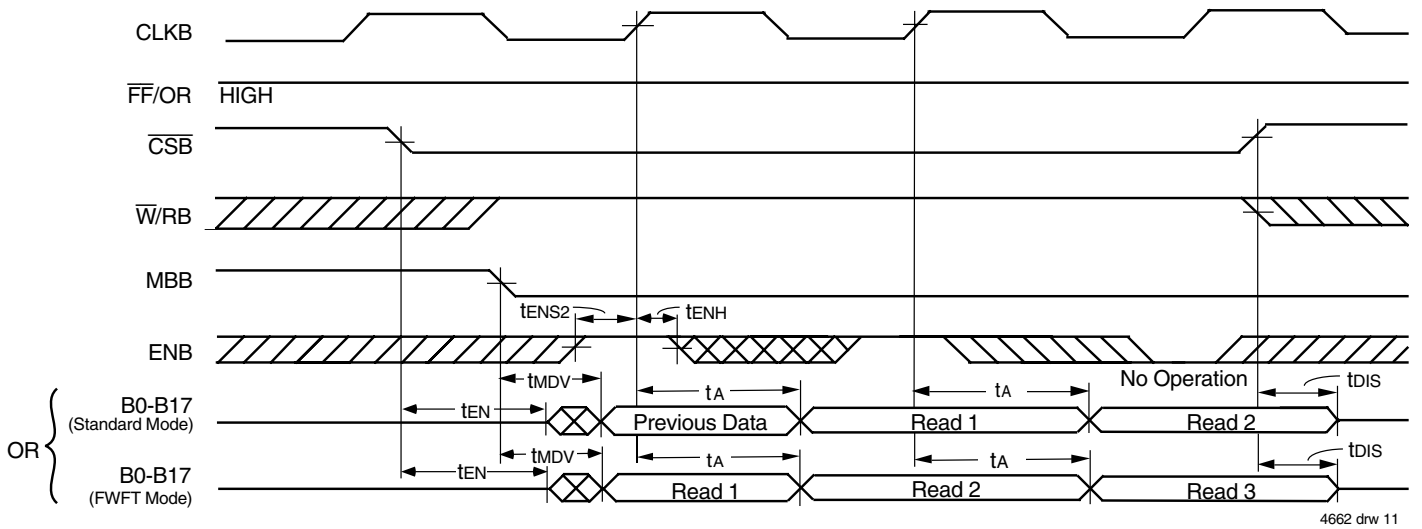 CLKB
FF/OR HIGH
CSB
W/RB
MBB
tENS2 tENH
ENB
No Operation
tMDV tA tA tDIS
B0-B17
(Standard Mode)
tEN Previous Data Read 1 Read 2
OR
tMDV tA tA tDIS
B0-B17
(FWFT Mode)
tEN Read 1 Read 2 Read 3
4662 drw 11